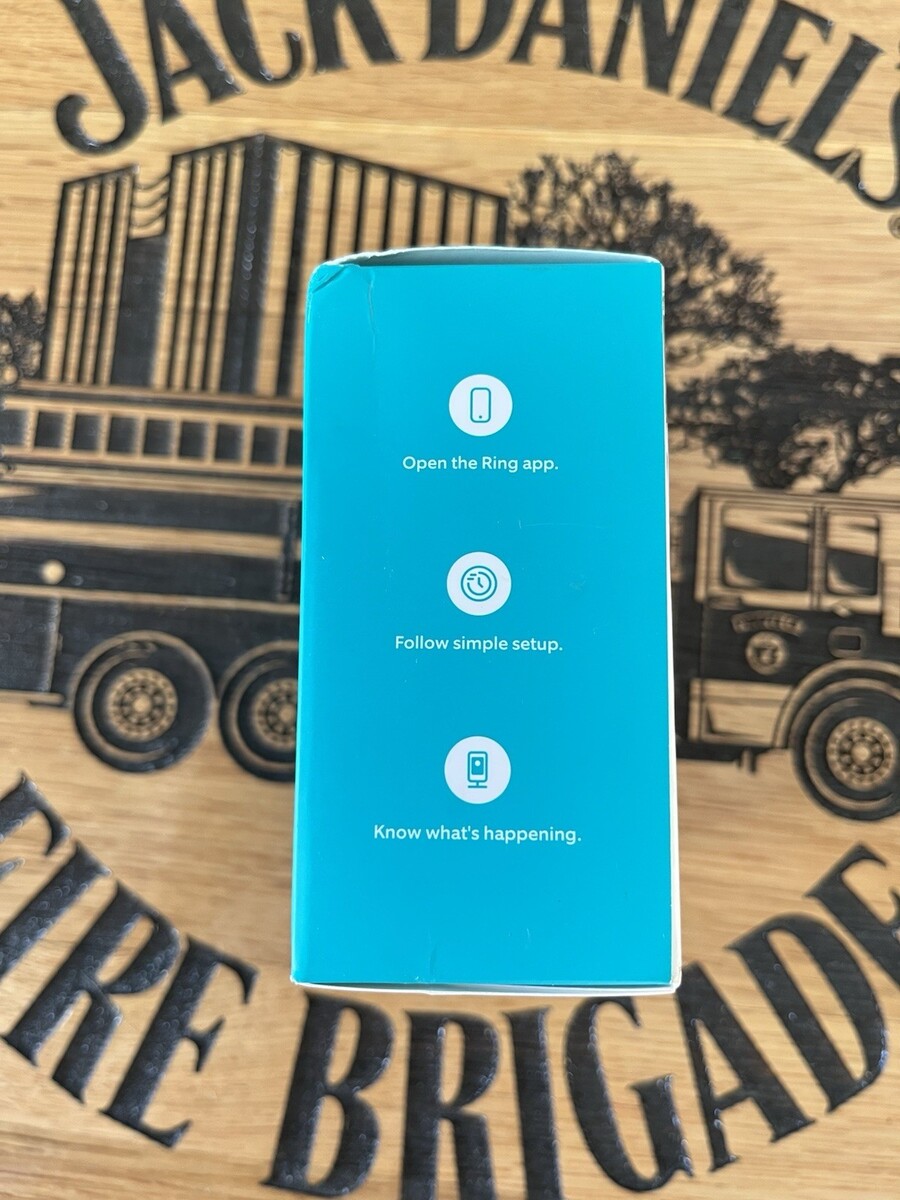 JACK DANIEL'S
Open the Ring app.
Follow simple setup.
Know what's happening.
FIRE BRIGADE